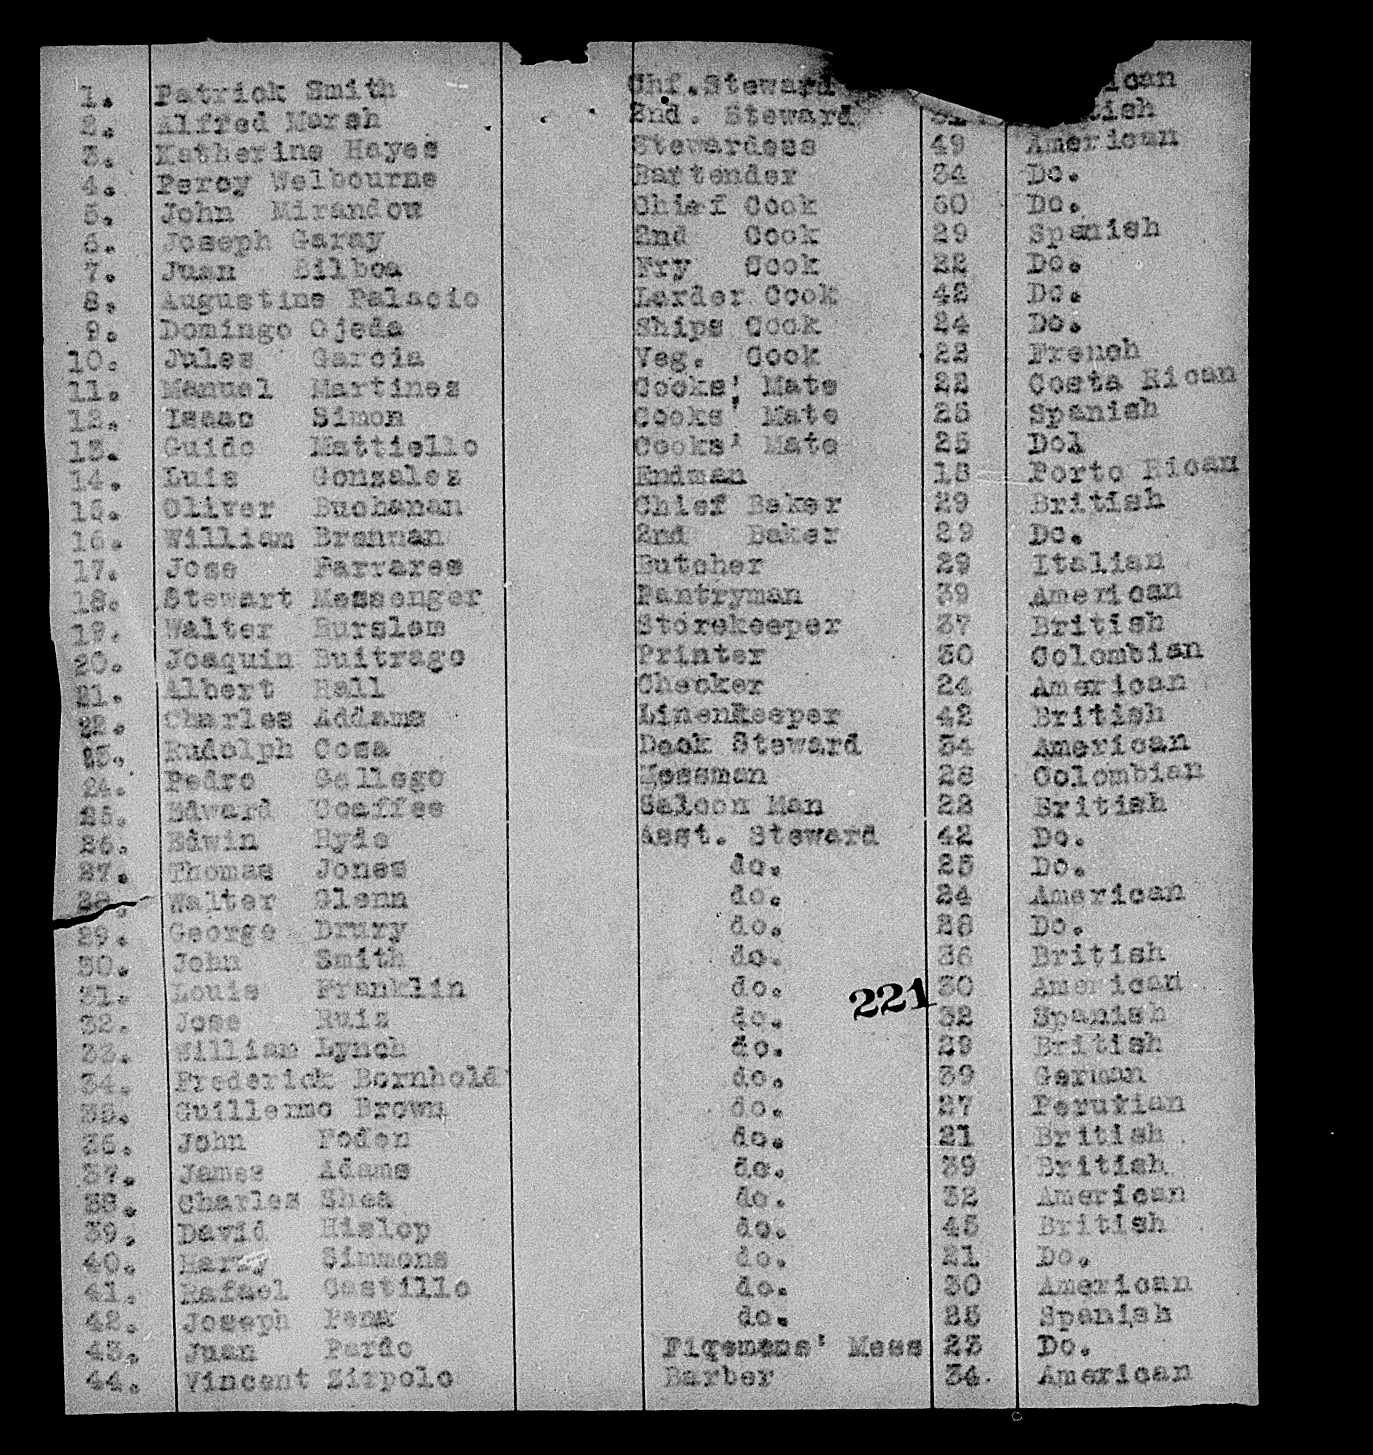 1. Patrick Smith Chf. Steward ican
2. Alfred Marsh 2nd. Steward tish
3. Katherine Hayes Stewardess 49 American
4. Percy Welbourne Bartender 34 Do.
5. John Mirandow Chief Cook 50 Do.
6. Joseph Garay 2nd Cook 29 Spanish
7. Juan Bilboa Fry Cook 22 Do.
8. Augustine Palacio Larder Cook 42 Do.
9. Domingo Ojeda Ships Cook 24 Do.
10. Jules Garcia Veg. Cook 22 French
11. Manuel Martines Cooks' Mate 22 Costa Rican
12. Isaac Simon Cooks' Mate 25 Spanish
13. Guido Mattiello Cooks' Mate 25 Dol
14. Luis Gonzales Endman 18 Porto Rican
15. Oliver Buchanan Chief Baker 29 British
16. William Brennan 2nd Baker 29 Do.
17. Jose Farrares Butcher 29 Italian
18. Stewart Messenger Pantryman 39 American
19. Walter Burslem Storekeeper 37 British
20. Joaquin Buitrago Printer 30 Colombian
21. Albert Hall Checker 24 American
22. Charles Addams Linenkeeper 42 British
23. Rudolph Cosa Deck Steward 34 American
24. Pedro Gallego Messman 28 Colombian
25. Edward Coaffee Saloon Man 22 British
26. Edwin Hyde Asst. Steward 42 Do.
27. Thomas Jones do. 25 Do.
28. Walter Glenn do. 24 American
29. George Drury do. 38 Do.
30. John Smith do. 36 British
31. Louis Franklin do. 221 30 American
32. Jose Ruiz do. 32 Spanish
33. William Lynch do. 29 British
34. Frederick Bornhold do. 39 German
35. Guillermo Brown do. 27 Peruvian
36. John Foden do. 21 British
37. James Adams do. 39 British
38. Charles Shea do. 32 American
39. David Hislop do. 45 British
40. Harry Simmons do. 21 Do.
41. Rafael Castillo do. 30 American
42. Joseph Pena do. 35 Spanish
43. Juan Pardo Firemens' Mess 23 Do.
44. Vincent Zirpolo Barber 34 American